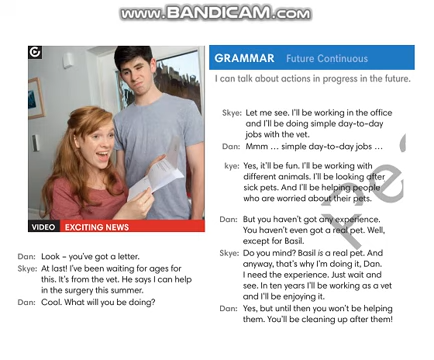 www.BANDICAM.com
GRAMMAR Future Continuous
I can talk about actions in progress in the future.
VIDEO EXCITING NEWS
Dan: Look – you've got a letter.
Skye: At last! I've been waiting for ages for
this. It's from the vet. He says I can help
in the surgery this summer.
Dan: Cool. What will you be doing?
Skye: Let me see. I'll be working in the office
and I'll be doing simple day-to-day
jobs with the vet.
Dan: Mmm … simple day-to-day jobs …
kye: Yes, it'll be fun. I'll be working with
different animals. I'll be looking after
sick pets. And I'll be helping people
who are worried about their pets.
Dan: But you haven't got any experience.
You haven't even got a real pet. Well,
except for Basil.
Skye: Do you mind? Basil is a real pet. And
anyway, that's why I'm doing it, Dan.
I need the experience. Just wait and
see. In ten years I'll be working as a vet
and I'll be enjoying it.
Dan: Yes, but until then you won't be helping
them. You'll be cleaning up after them!